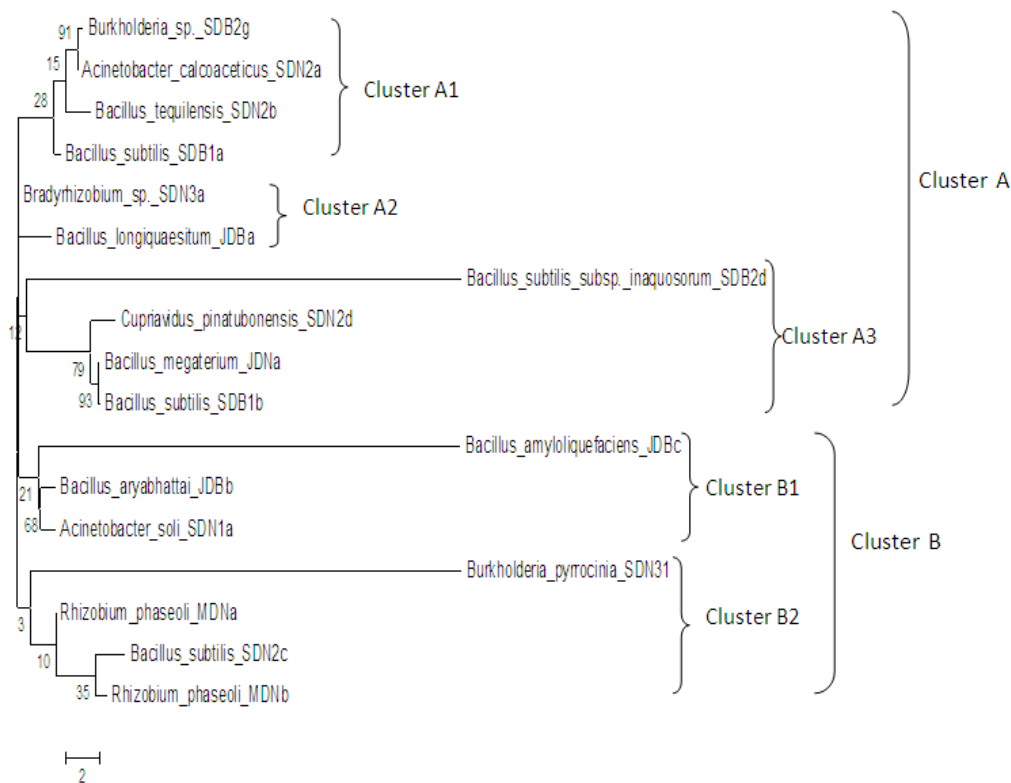 91
Burkholderia_sp._SDB2g
15
Acinetobacter_calcoaceticus_SDN2a
Cluster A1
28
Bacillus_tequilensis_SDN2b
Bacillus_subtilis_SDB1a
Cluster A
Bradyrhizobium_sp._SDN3a
Cluster A2
Bacillus_longiquaesitum_JDBa
Bacillus_subtilis_subsp._inaquosorum_SDB2d
12
Cupriavidus_pinatubonensis_SDN2d
Cluster A3
79
Bacillus_megaterium_JDNa
93
Bacillus_subtilis_SDB1b
Bacillus_amyloliquefaciens_JDBc
21
Bacillus_aryabhattai_JDBb
Cluster B1
68
Acinetobacter_soli_SDN1a
Cluster B
Burkholderia_pyrrocinia_SDN31
3
Rhizobium_phaseoli_MDNa
Cluster B2
10
Bacillus_subtilis_SDN2c
35
Rhizobium_phaseoli_MDNb
2